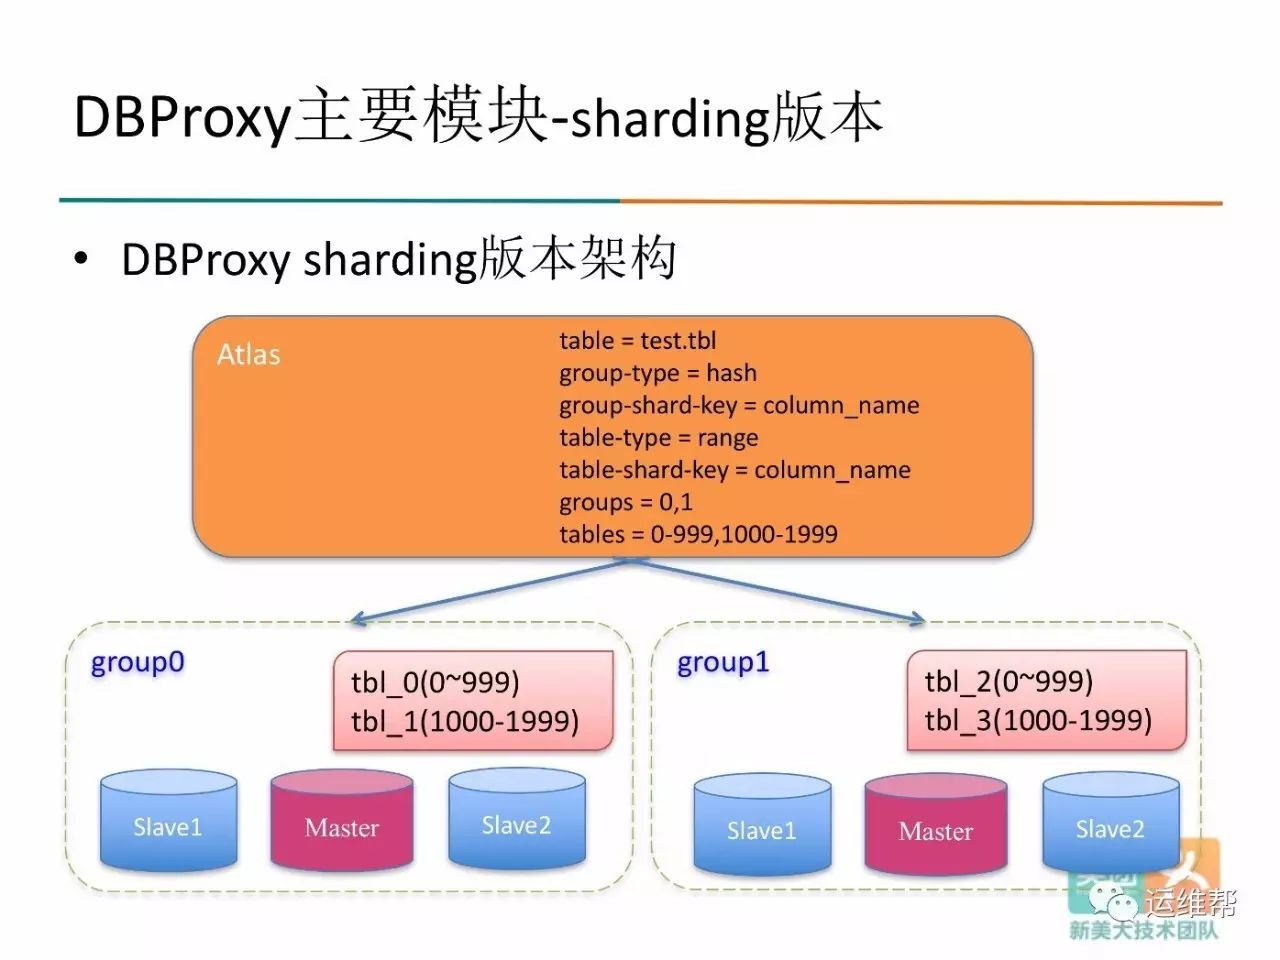 DBProxy主要模块-sharding版本
• DBProxy sharding版本架构
Atlas
table = test.tbl
group-type = hash
group-shard-key = column_name
table-type = range
table-shard-key = column_name
groups = 0,1
tables = 0-999,1000-1999
group0
tbl_0(0~999)
tbl_1(1000-1999)
Slave1
Master
Slave2
group1
tbl_2(0~999)
tbl_3(1000-1999)
Slave1
Master
Slave2
运维帮
新美大技术团队